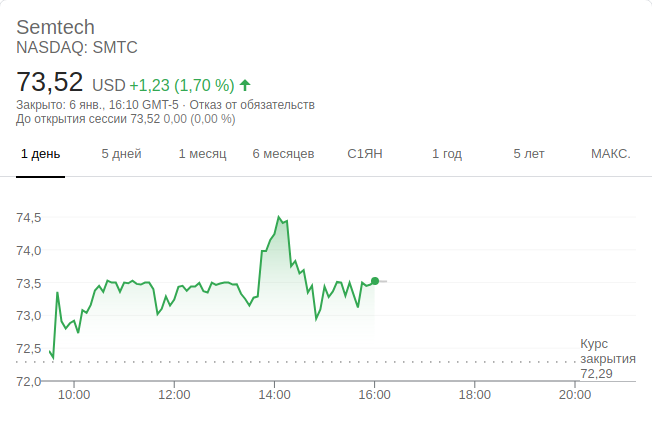 Semtech
NASDAQ: SMTC
73,52 USD +1,23 (1,70 %) ↑
Закрыто: 6 янв., 16:10 GMT-5 · Отказ от обязательств
До открытия сессии 73,52 0,00 (0,00 %)
1 день 5 дней 1 месяц 6 месяцев С1ЯН 1 год 5 лет МАКС.
74,5
74,0
73,5
73,0
72,5
72,0
Курс
закрытия
72,29
10:00 12:00 14:00 16:00 18:00 20:00